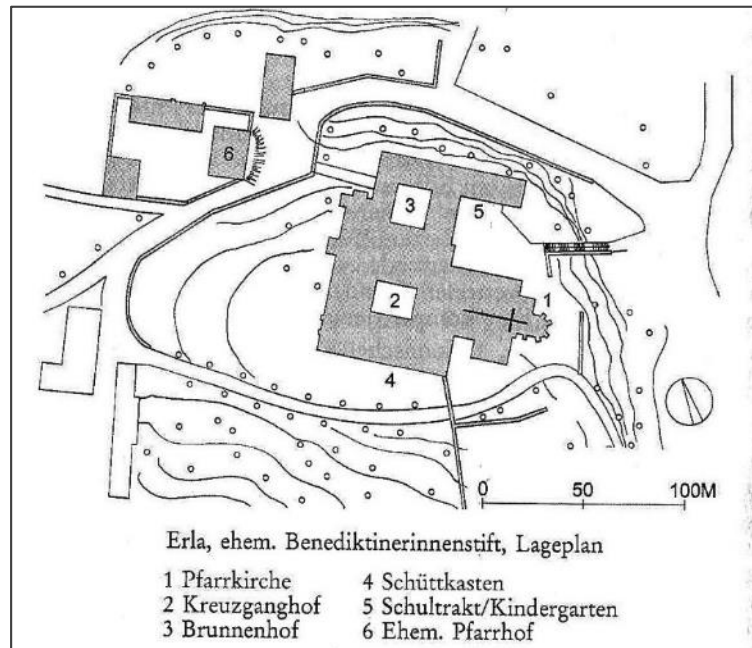 6
3
5
2
1
4
0 50 100M
Erla, ehem. Benediktinerinnenstift, Lageplan
1 Pfarrkirche
2 Kreuzganghof
3 Brunnenhof
4 Schüttkasten
5 Schultrakt/Kindergarten
6 Ehem. Pfarrhof